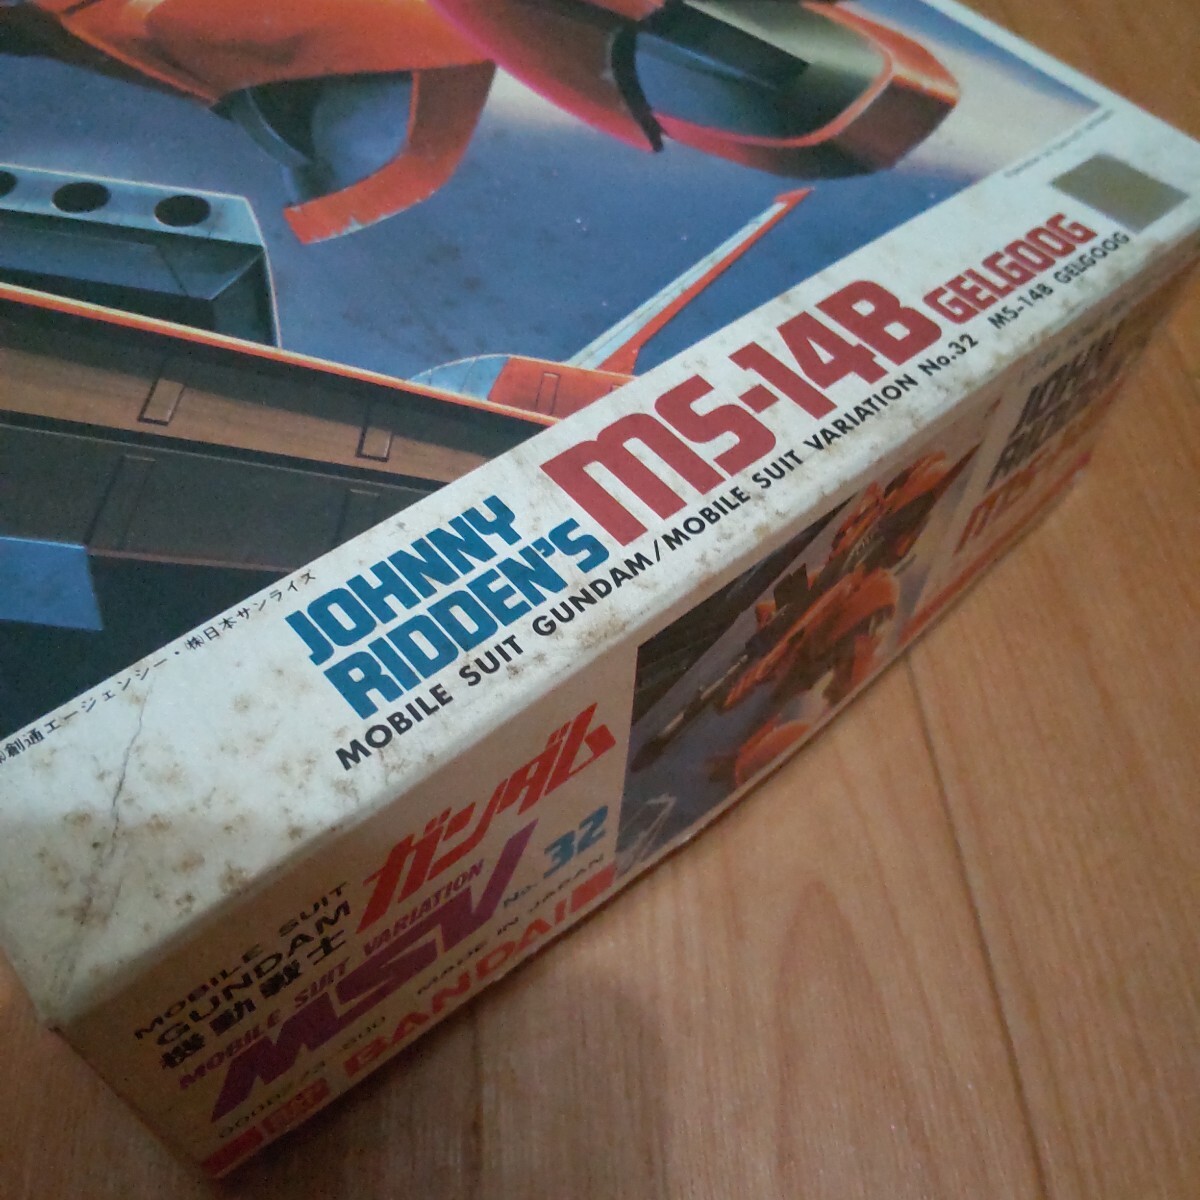 ㈱創通エージェンシー・㈱日本サンライズ
JOHNNY
RIDDEN'S
MS-14B GELGOOG
MOBILE SUIT GUNDAM/MOBILE SUIT VARIATION No.32 MS-14B GELGOOG
MOBILE SUIT
GUNDAM
機動戦士
ガンダム
MOBILE SUIT VARIATION
MSV
No. 32
MADE IN JAPAN
BANDAI
JOHNNY
RIDDEN'S